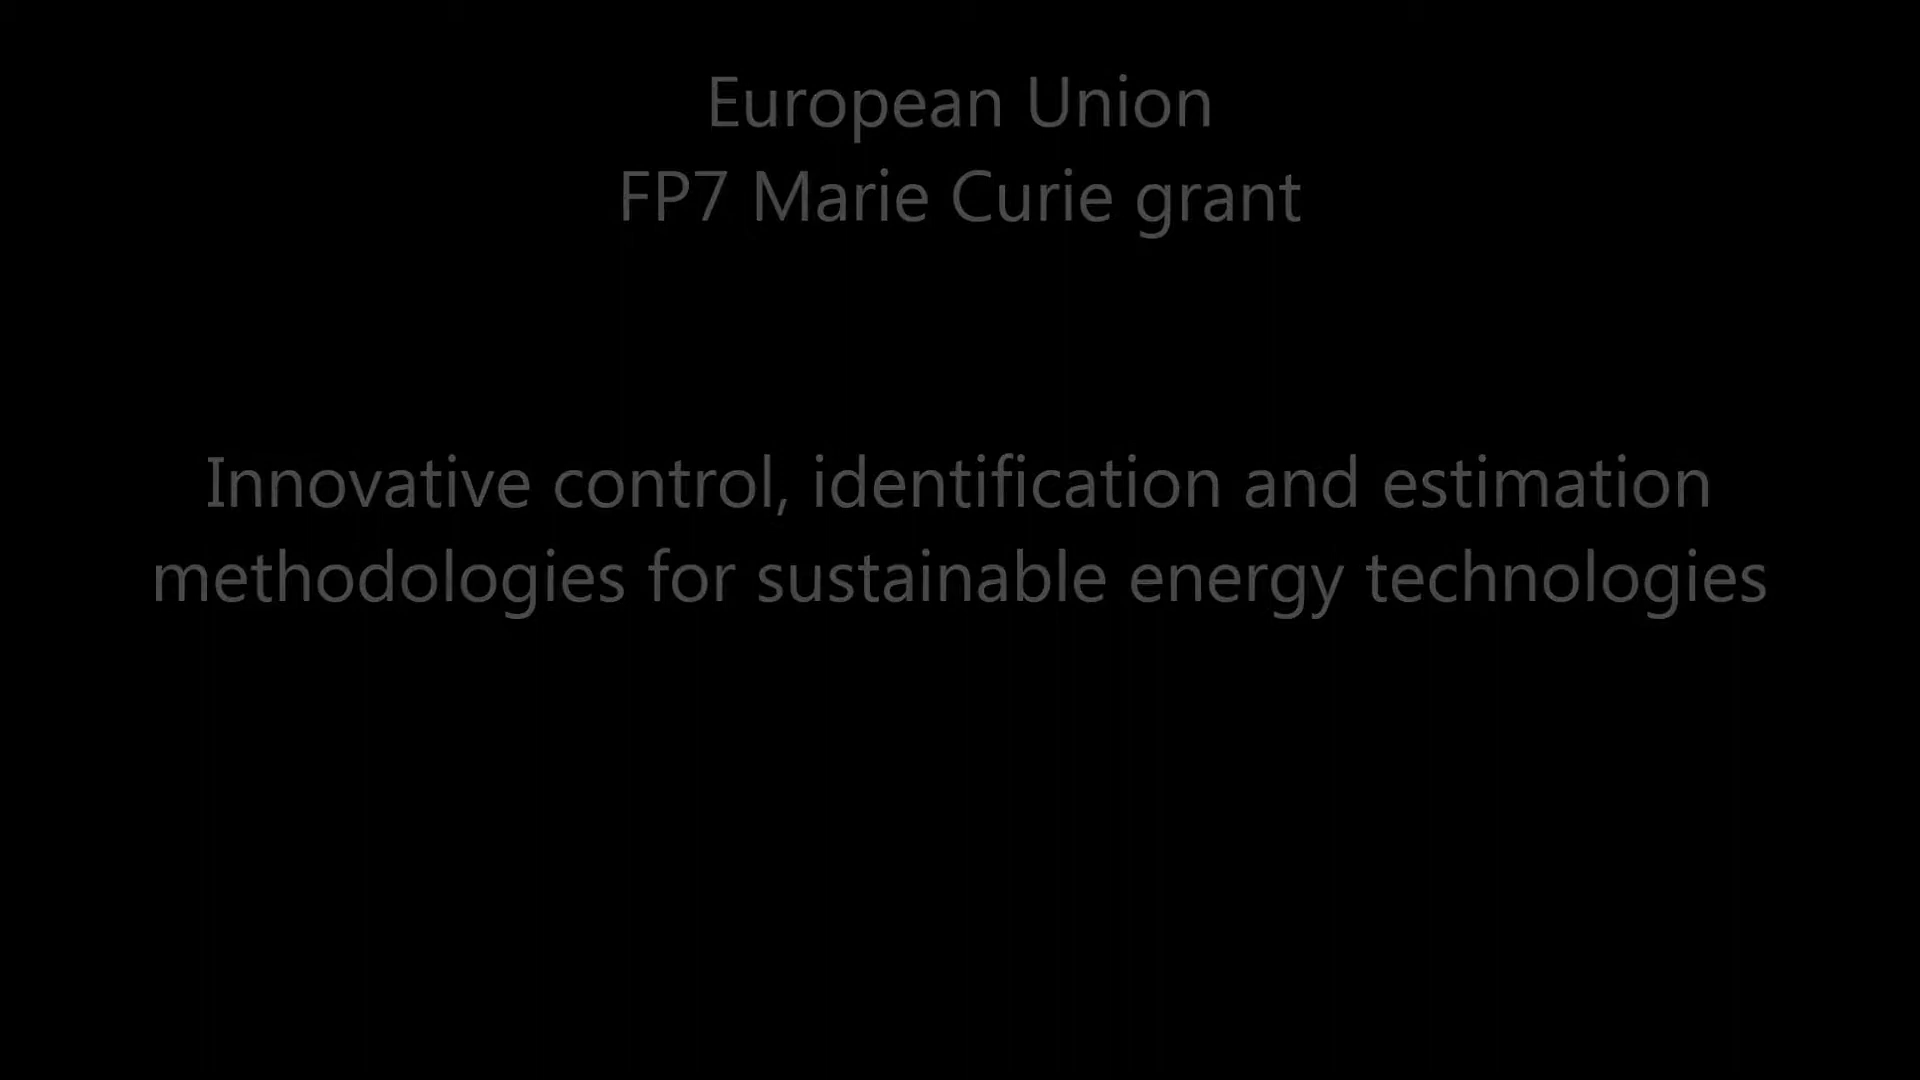 European Union
FP7 Marie Curie grant
Innovative control, identification and estimation
methodologies for sustainable energy technologies